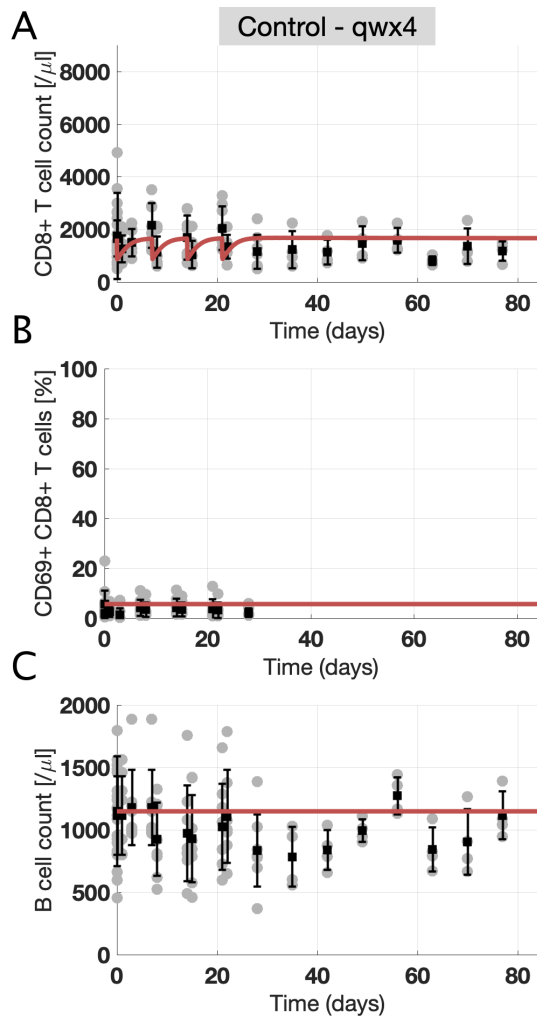 A
Control - qwx4
CD8+ T cell count [/μl]
8000
6000
4000
2000
0
0 20 40 60 80
Time (days)
B
CD69+ CD8+ T cells [%]
100
80
60
40
20
0
0 20 40 60 80
Time (days)
C
B cell count [/μl]
2000
1500
1000
500
0
0 20 40 60 80
Time (days)